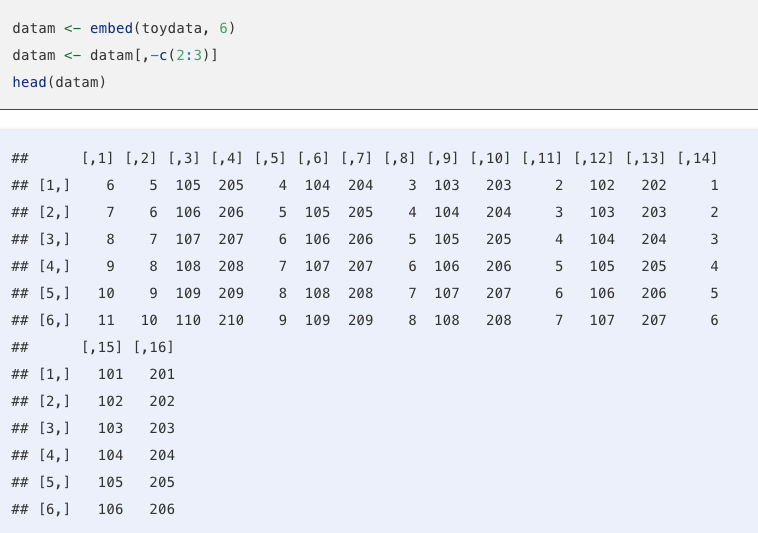 datam <- embed(toydata, 6)
datam <- datam[,-c(2:3)]
head(datam)
##      [,1] [,2] [,3] [,4] [,5] [,6] [,7] [,8] [,9] [,10] [,11] [,12] [,13] [,14]
## [1,]    6    5  105  205    4  104  204    3  103   203     2   102   202     1
## [2,]    7    6  106  206    5  105  205    4  104   204     3   103   203     2
## [3,]    8    7  107  207    6  106  206    5  105   205     4   104   204     3
## [4,]    9    8  108  208    7  107  207    6  106   206     5   105   205     4
## [5,]   10    9  109  209    8  108  208    7  107   207     6   106   206     5
## [6,]   11   10  110  210    9  109  209    8  108   208     7   107   207     6
##      [,15] [,16]
## [1,]   101   201
## [2,]   102   202
## [3,]   103   203
## [4,]   104   204
## [5,]   105   205
## [6,]   106   206